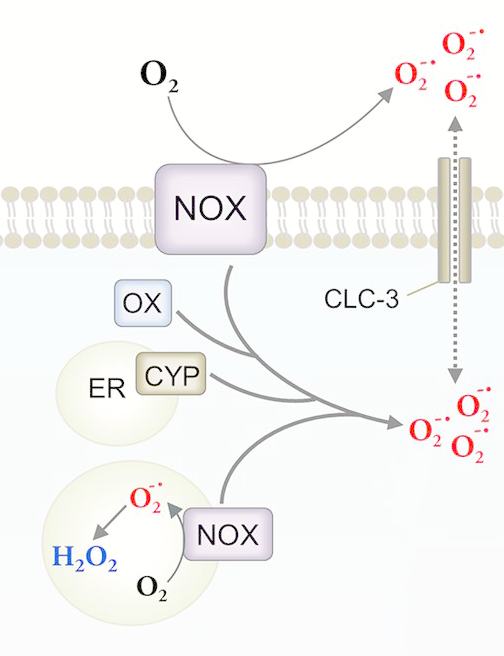 O₂
O₂⁻•
O₂⁻•
O₂⁻•
NOX
CLC-3
OX
ER
CYP
O₂⁻•
O₂⁻•
O₂⁻•
O₂⁻•
H₂O₂
NOX
O₂